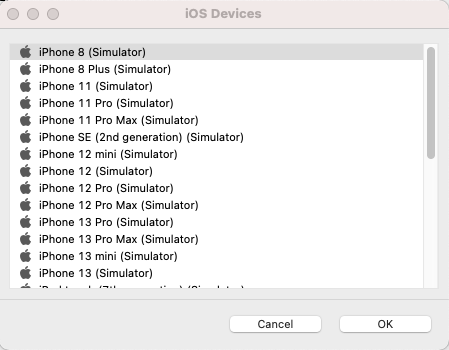 iOS Devices
iPhone 8 (Simulator)
iPhone 8 Plus (Simulator)
iPhone 11 (Simulator)
iPhone 11 Pro (Simulator)
iPhone 11 Pro Max (Simulator)
iPhone SE (2nd generation) (Simulator)
iPhone 12 mini (Simulator)
iPhone 12 (Simulator)
iPhone 12 Pro (Simulator)
iPhone 12 Pro Max (Simulator)
iPhone 13 Pro (Simulator)
iPhone 13 Pro Max (Simulator)
iPhone 13 mini (Simulator)
iPhone 13 (Simulator)
Cancel
OK